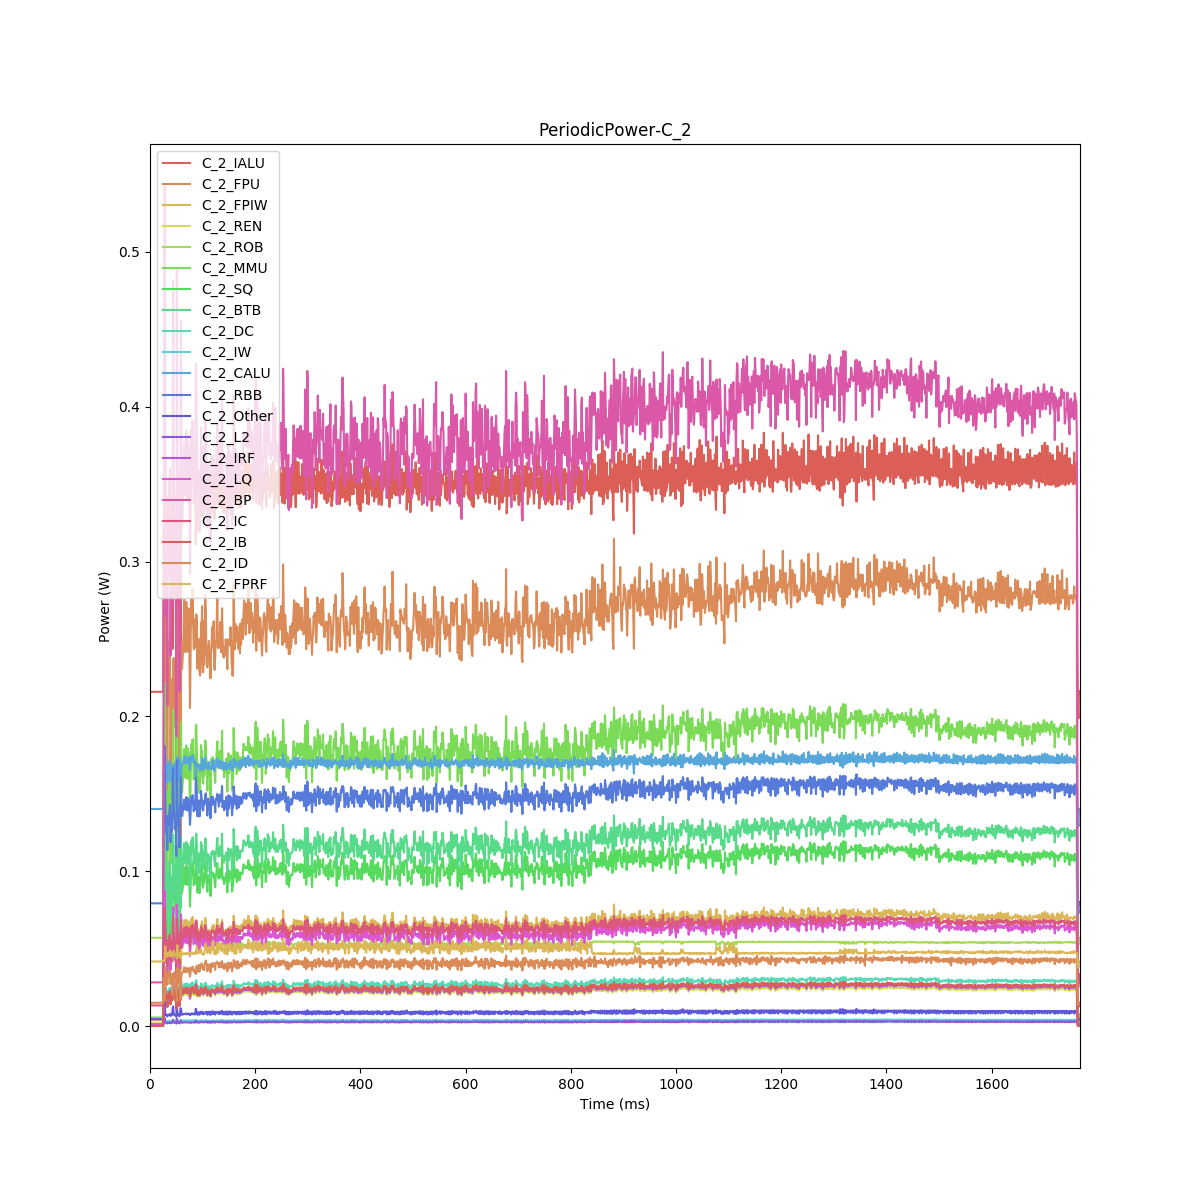 PeriodicPower-C_2
C_2_IALU
C_2_FPU
C_2_FPIW
C_2_REN
C_2_ROB
C_2_MMU
C_2_SQ
C_2_BTB
C_2_DC
C_2_IW
C_2_CALU
C_2_RBB
C_2_Other
C_2_L2
C_2_IRF
C_2_LQ
C_2_BP
C_2_IC
C_2_IB
C_2_ID
C_2_FPRF
0.5
0.4
0.3
0.2
0.1
0.0
Power (W)
0 200 400 600 800 1000 1200 1400 1600
Time (ms)